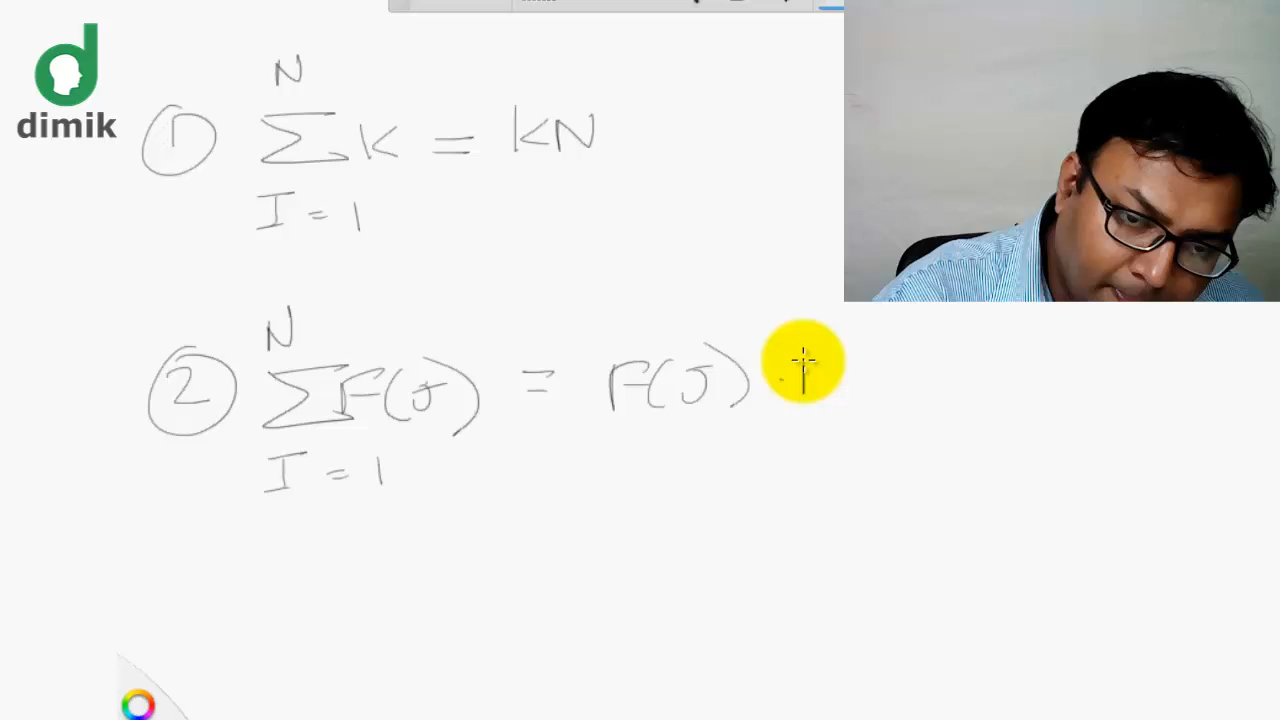 dimik
① N
∑ K = KN
I = 1
② N
∑ F(J) = F(J)
I = 1